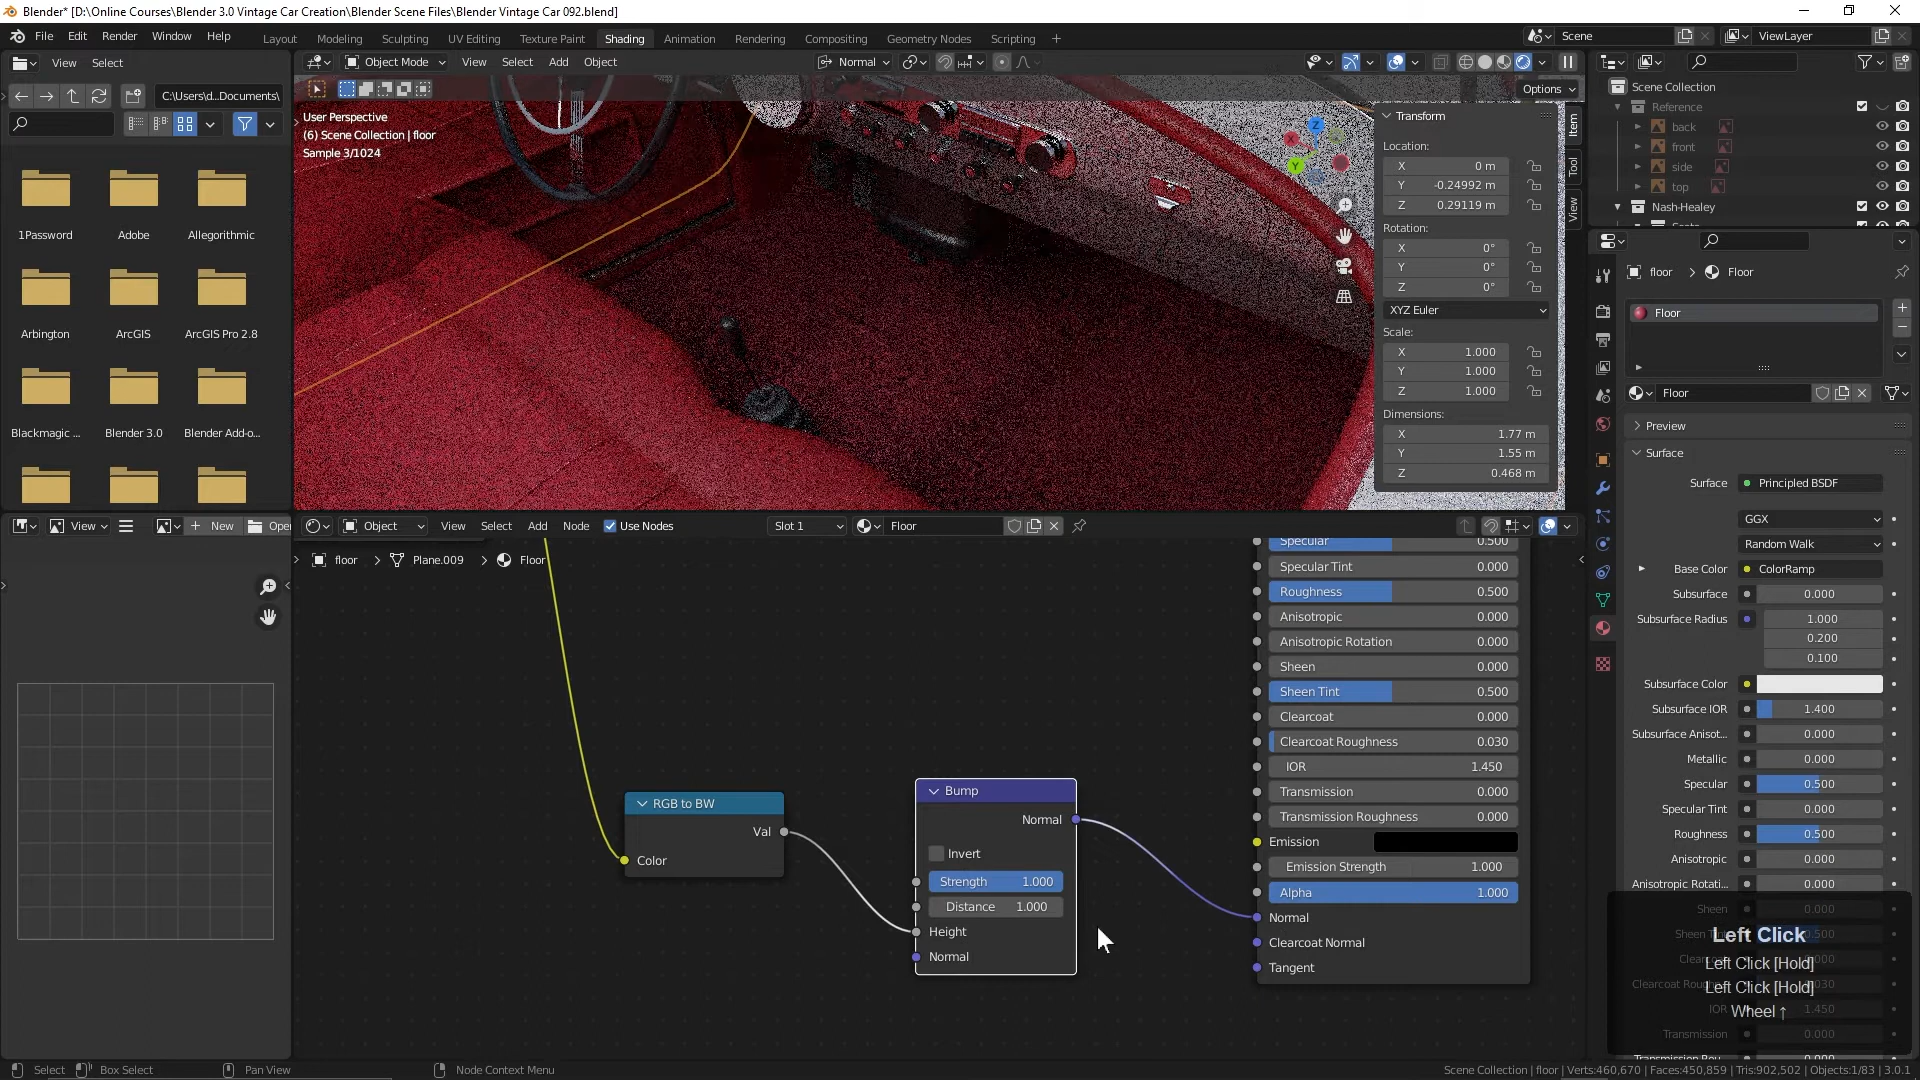 Blender* [D:\Online Courses\Blender 3.0 Vintage Car Creation\Blender Scene Files\Blender Vintage Car 092.blend]
File Edit Render Window Help Layout Modeling Sculpting UV Editing Texture Paint Shading Animation Rendering Compositing Geometry Nodes Scripting + Scene ViewLayer
View Select Object Mode View Select Add Object Normal
C:\Users\d...Documents\ Options
User Perspective
(6) Scene Collection | floor
Sample 3/1024
1Password Adobe Allegorithmic
Arbington ArcGIS ArcGIS Pro 2.8
Blackmagic ... Blender 3.0 Blender Add-o...
Z
Y
Transform
Location:
X 0 m
Y -0.24992 m
Z 0.29119 m
Rotation:
X 0°
Y 0°
Z 0°
XYZ Euler
Scale:
X 1.000
Y 1.000
Z 1.000
Dimensions:
X 1.77 m
Y 1.55 m
Z 0.468 m
Item
Tool
View
Scene Collection
Reference
back
front
side
top
Nash-Healey
floor > Floor
Floor
Floor
Preview
Surface
Surface Principled BSDF
GGX
Random Walk
Base Color ColorRamp
Subsurface 0.000
Subsurface Radius 1.000
0.200
0.100
Subsurface Color
Subsurface IOR 1.400
Subsurface Anisot... 0.000
Metallic 0.000
Specular 0.500
Specular Tint 0.000
Roughness 0.500
Anisotropic 0.000
Anisotropic Rotati... 0.000
Sheen 0.000
Left Click
Left Click [Hold]
Left Click [Hold]
Wheel ↑
IOR 1.450
Transmission 0.000
View + New Open
Object View Select Add Node Use Nodes Slot 1 Floor
floor > Plane.009 > Floor
RGB to BW
Val
Color
Bump
Normal
Invert
Strength 1.000
Distance 1.000
Height
Normal
Specular 0.500
Specular Tint 0.000
Roughness 0.500
Anisotropic 0.000
Anisotropic Rotation 0.000
Sheen 0.000
Sheen Tint 0.500
Clearcoat 0.000
Clearcoat Roughness 0.030
IOR 1.450
Transmission 0.000
Transmission Roughness 0.000
Emission
Emission Strength 1.000
Alpha 1.000
Normal
Clearcoat Normal
Tangent
Select Box Select Pan View Node Context Menu Scene Collection | floor | Verts:460,670 | Faces:450,859 | Tris:902,502 | Objects:1/83 | 3.0.1